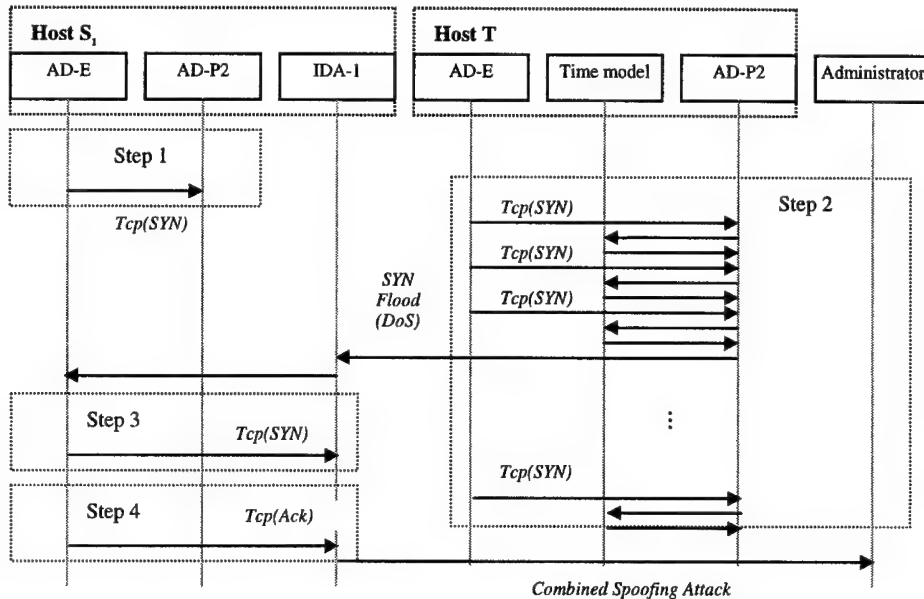 Host S₁
Host T
AD-E
AD-P2
IDA-1
AD-E
Time model
AD-P2
Administrator
Step 1
Tcp(SYN)
Step 2
Tcp(SYN)
Tcp(SYN)
Tcp(SYN)
SYN
Flood
(DoS)
Step 3
Tcp(SYN)
⋮
Tcp(SYN)
Step 4
Tcp(Ack)
Combined Spoofing Attack